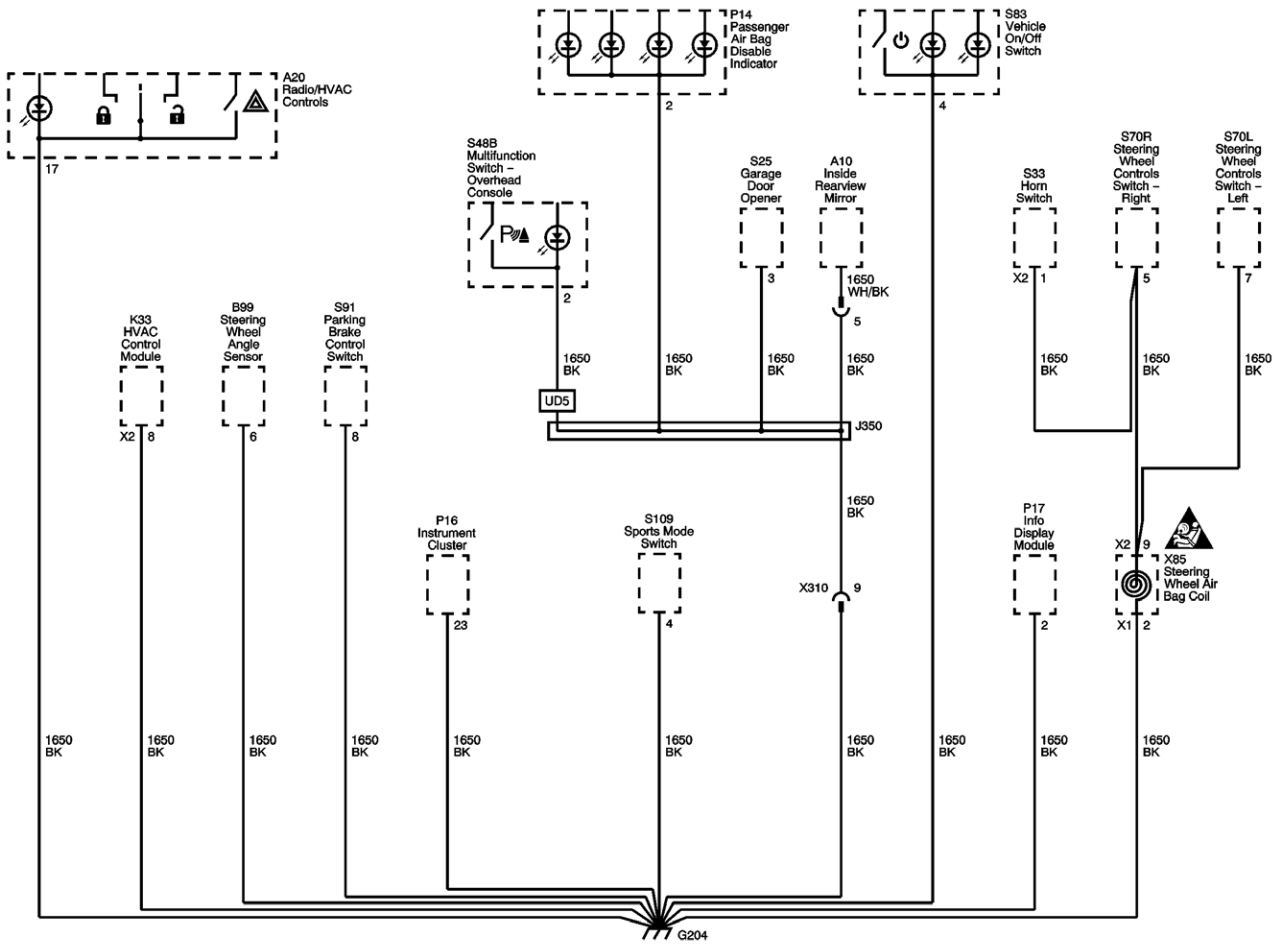 P14
Passenger
Air Bag
Disable
Indicator
2
S83
Vehicle
On/Off
Switch
4
A20
Radio/HVAC
Controls
17
S48B
Multifunction
Switch –
Overhead
Console
P
2
S25
Garage
Door
Opener
3
A10
Inside
Rearview
Mirror
1650
WH/BK
5
S33
Horn
Switch
X2 1
S70R
Steering
Wheel
Controls
Switch –
Right
5
S70L
Steering
Wheel
Controls
Switch –
Left
7
K33
HVAC
Control
Module
X2 8
B99
Steering
Wheel
Angle
Sensor
6
S91
Parking
Brake
Control
Switch
8
1650
BK
1650
BK
1650
BK
1650
BK
1650
BK
1650
BK
1650
BK
UD5
J350
1650
BK
P16
Instrument
Cluster
23
S109
Sports Mode
Switch
4
X310 9
P17
Info
Display
Module
2
X2 9
X85
Steering
Wheel Air
Bag Coil
X1 2
1650
BK
1650
BK
1650
BK
1650
BK
1650
BK
1650
BK
1650
BK
1650
BK
1650
BK
1650
BK
G204